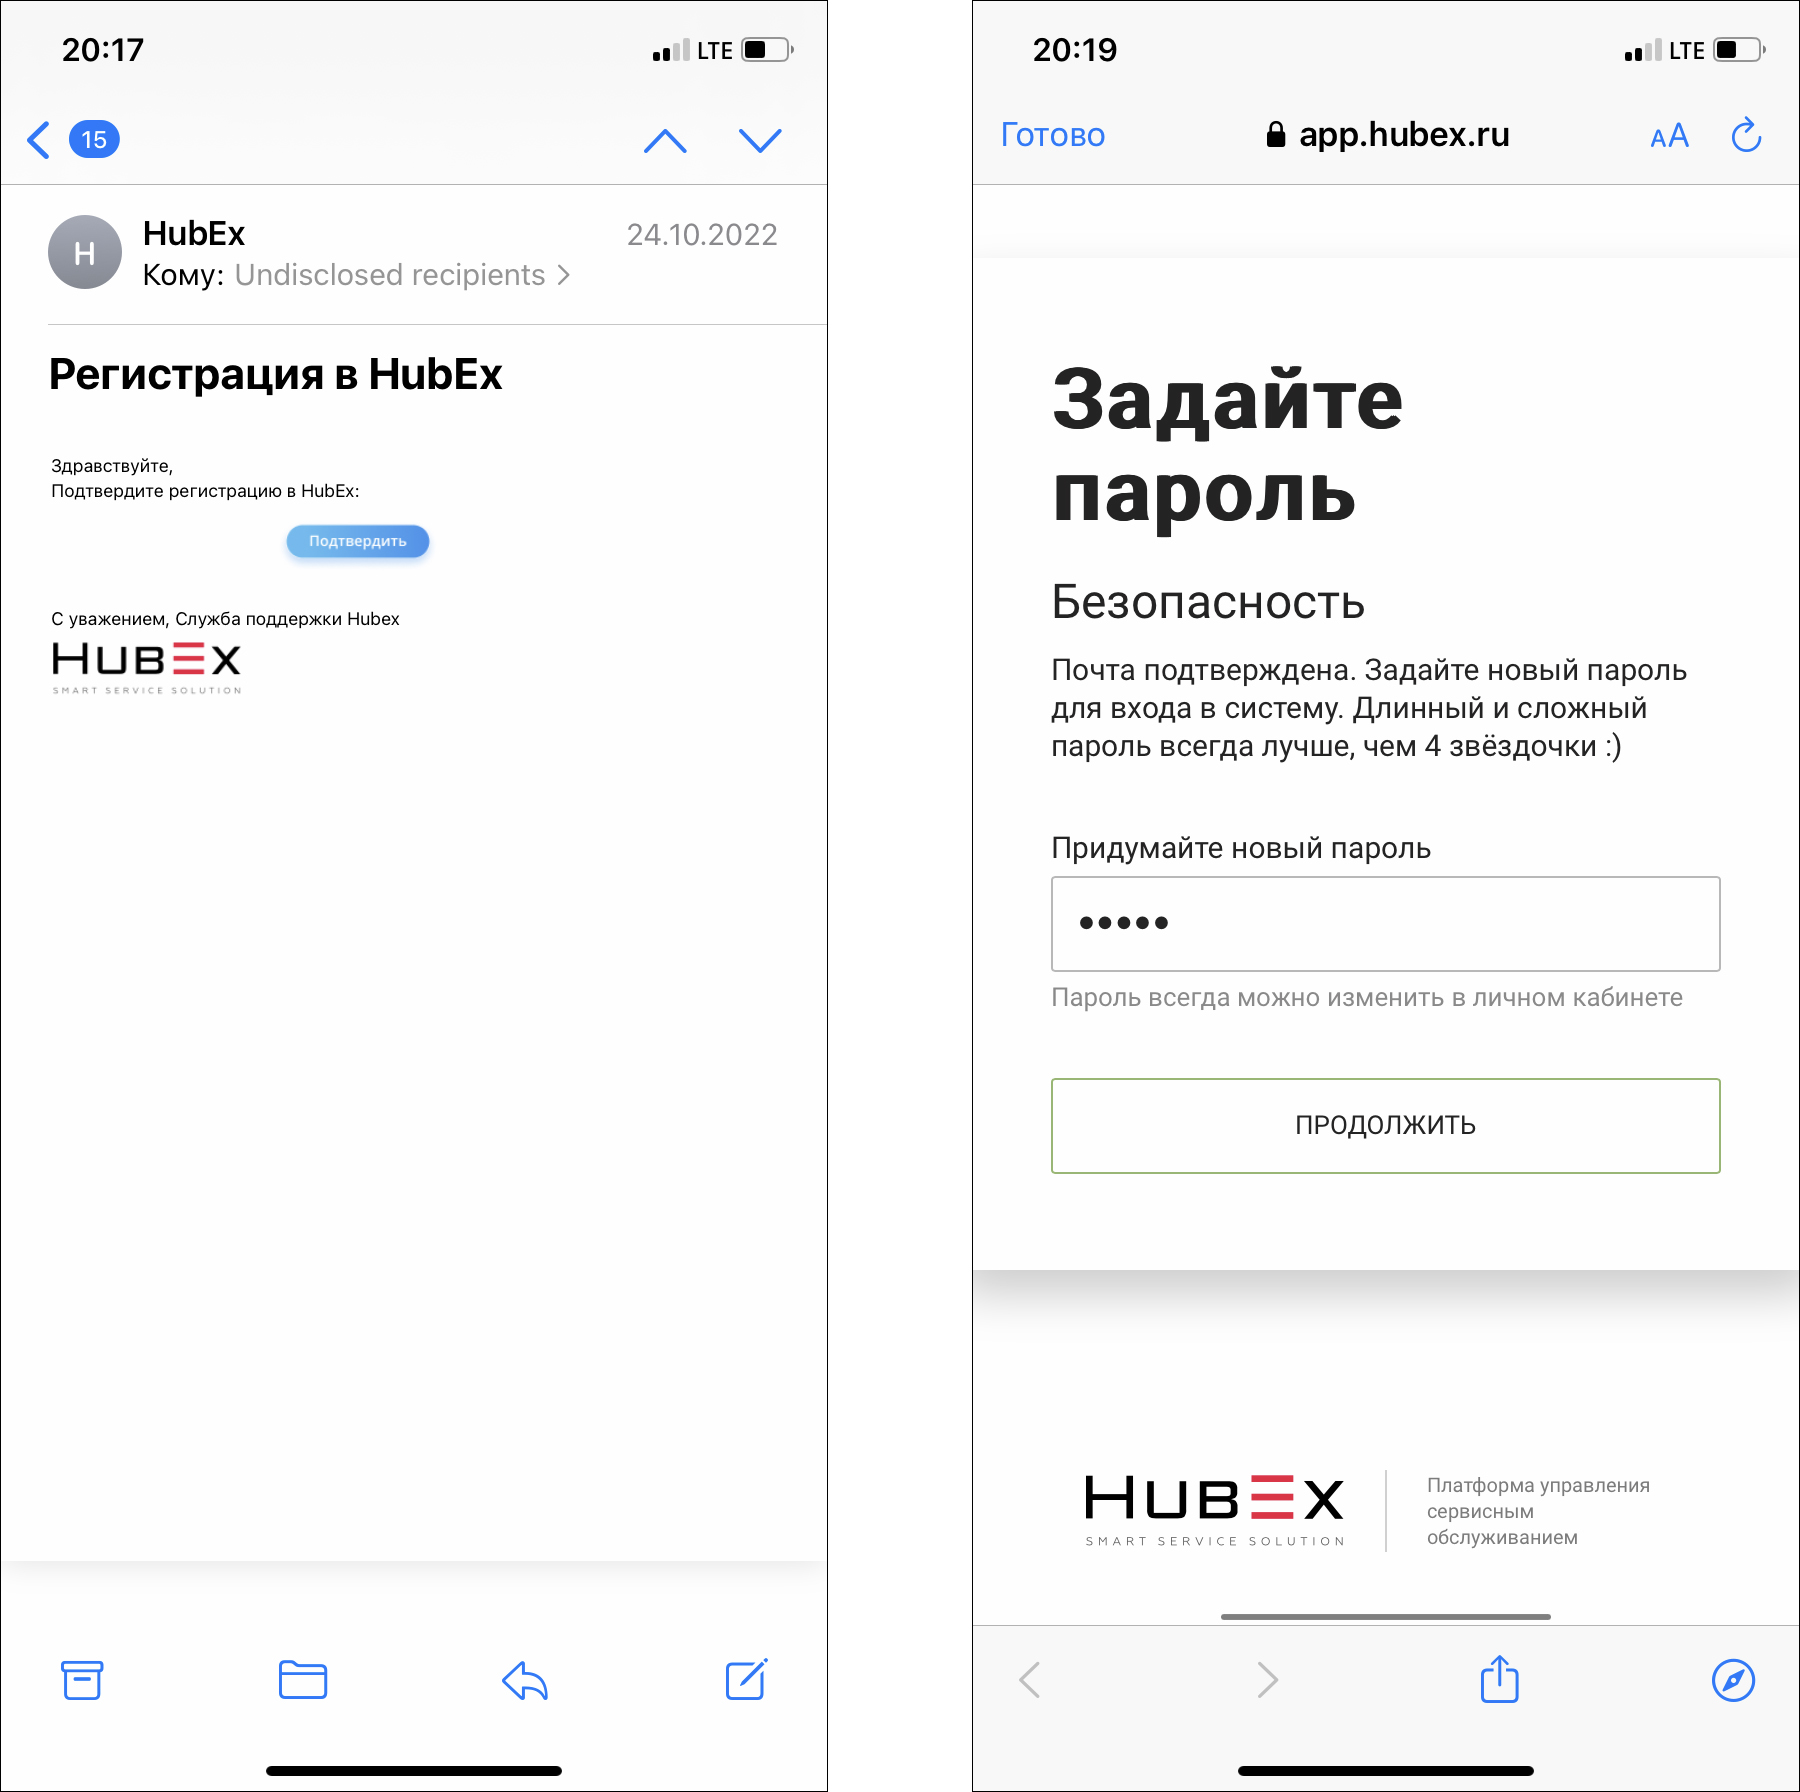 20:17
LTE
15
H
HubEx
24.10.2022
Кому: Undisclosed recipients
Регистрация в HubEx
Здравствуйте,
Подтвердите регистрацию в HubEx:
Подтвердить
С уважением, Служба поддержки Hubex
HUBEX
SMART SERVICE SOLUTION
20:19
LTE
Готово
app.hubex.ru
AA
Задайте
пароль
Безопасность
Почта подтверждена. Задайте новый пароль
для входа в систему. Длинный и сложный
пароль всегда лучше, чем 4 звёздочки :)
Придумайте новый пароль
•••••
Пароль всегда можно изменить в личном кабинете
ПРОДОЛЖИТЬ
HUBEX
SMART SERVICE SOLUTION
Платформа управления
сервисным
обслуживанием